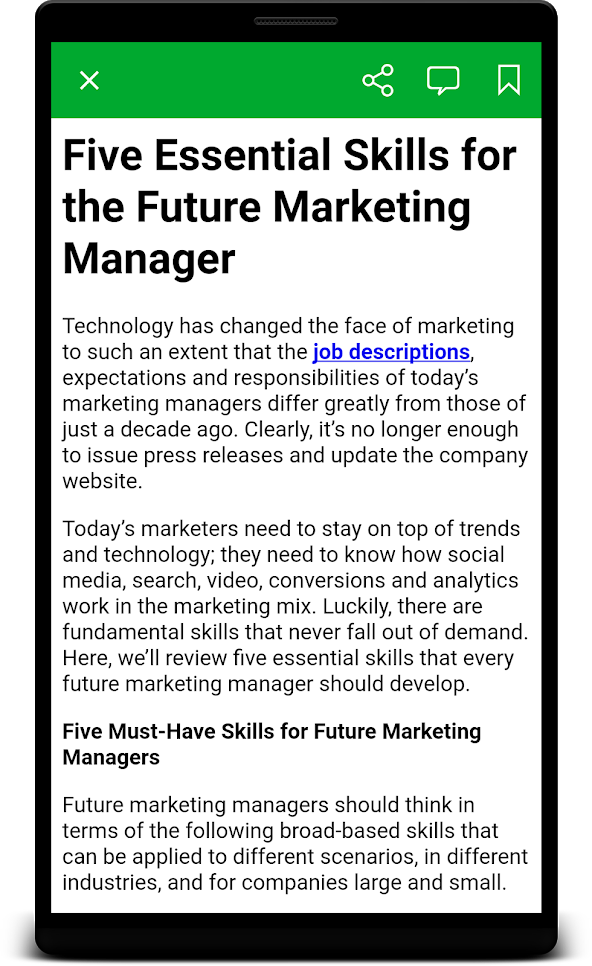 Five Essential Skills for
the Future Marketing
Manager
Technology has changed the face of marketing
to such an extent that the job descriptions,
expectations and responsibilities of today’s
marketing managers differ greatly from those of
just a decade ago. Clearly, it’s no longer enough
to issue press releases and update the company
website.
Today’s marketers need to stay on top of trends
and technology; they need to know how social
media, search, video, conversions and analytics
work in the marketing mix. Luckily, there are
fundamental skills that never fall out of demand.
Here, we’ll review five essential skills that every
future marketing manager should develop.
Five Must-Have Skills for Future Marketing
Managers
Future marketing managers should think in
terms of the following broad-based skills that
can be applied to different scenarios, in different
industries, and for companies large and small.